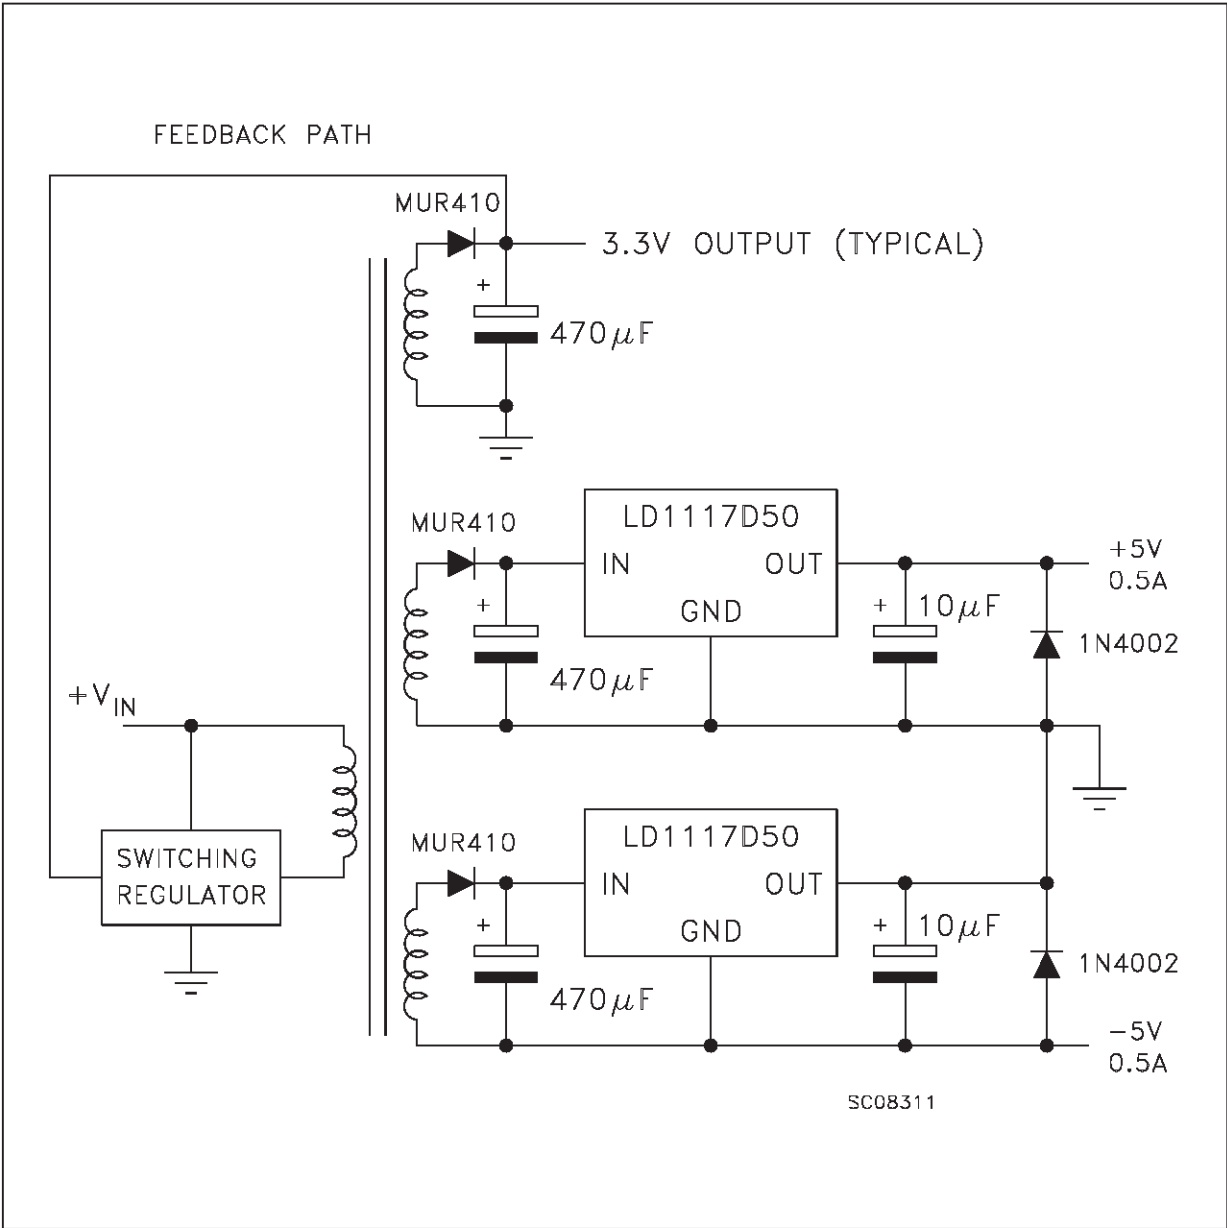 FEEDBACK PATH
MUR410
3.3V OUTPUT (TYPICAL)
+
470μF
MUR410
LD1117D50
IN OUT
GND
+
470μF
+ 10μF
+5V
0.5A
1N4002
+V_IN
SWITCHING
REGULATOR
MUR410
LD1117D50
IN OUT
GND
+
470μF
+ 10μF
1N4002
−5V
0.5A
SC08311